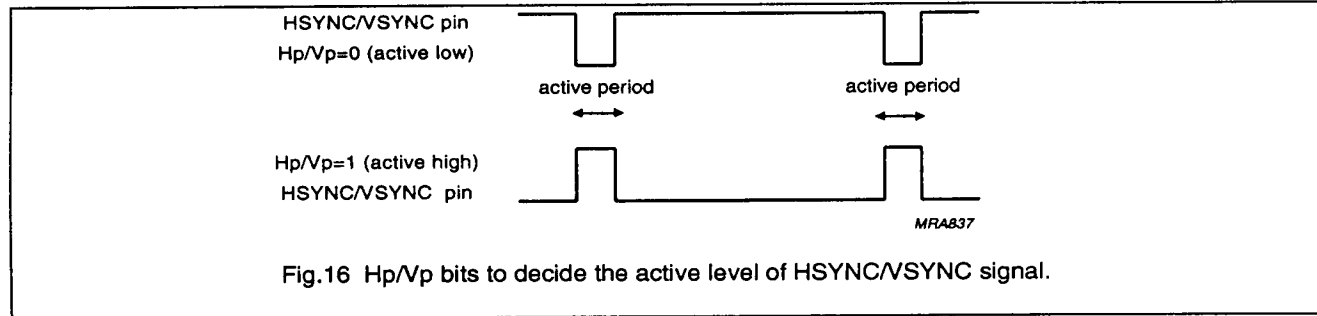 HSYNC/VSYNC pin
Hp/Vp=0 (active low)
active period
active period
Hp/Vp=1 (active high)
HSYNC/VSYNC pin
MRA837
Fig.16 Hp/Vp bits to decide the active level of HSYNC/VSYNC signal.